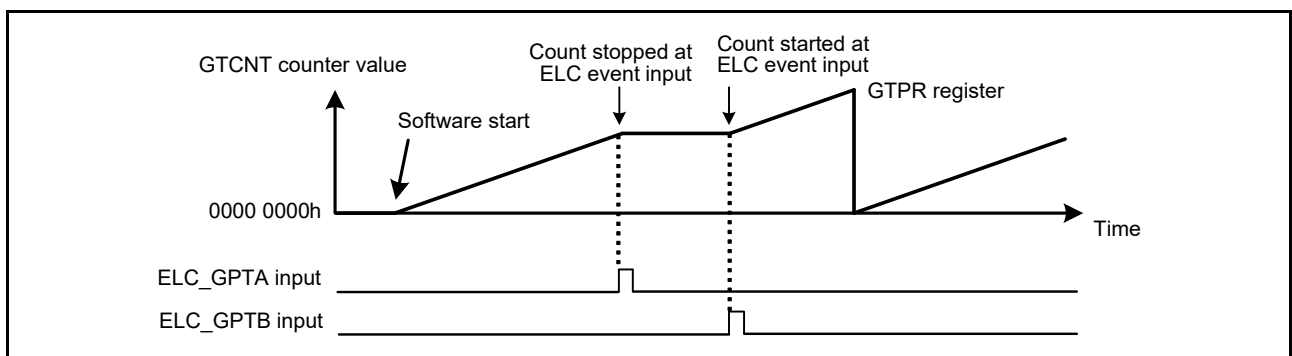 GTCNT counter value
Count stopped at
ELC event input
Count started at
ELC event input
GTPR register
Software start
0000 0000h
Time
ELC_GPTA input
ELC_GPTB input